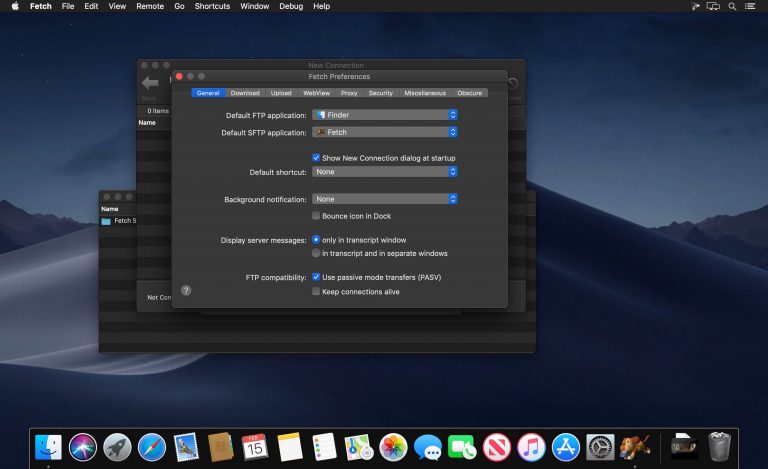 Fetch File Edit View Remote Go Shortcuts Window Debug Help
New Connection
Fetch Preferences
General Download Upload WebView Proxy Security Miscellaneous Obscure
Back
0 items
Name
Default FTP application: Finder
Default SFTP application: Fetch
Show New Connection dialog at startup
Default shortcut: None
Background notification: None
Bounce icon in Dock
Name
Fetch S
Display server messages: only in transcript window
in transcript and in separate windows
FTP compatibility: Use passive mode transfers (PASV)
Keep connections alive
?
Not Con
FEB
15